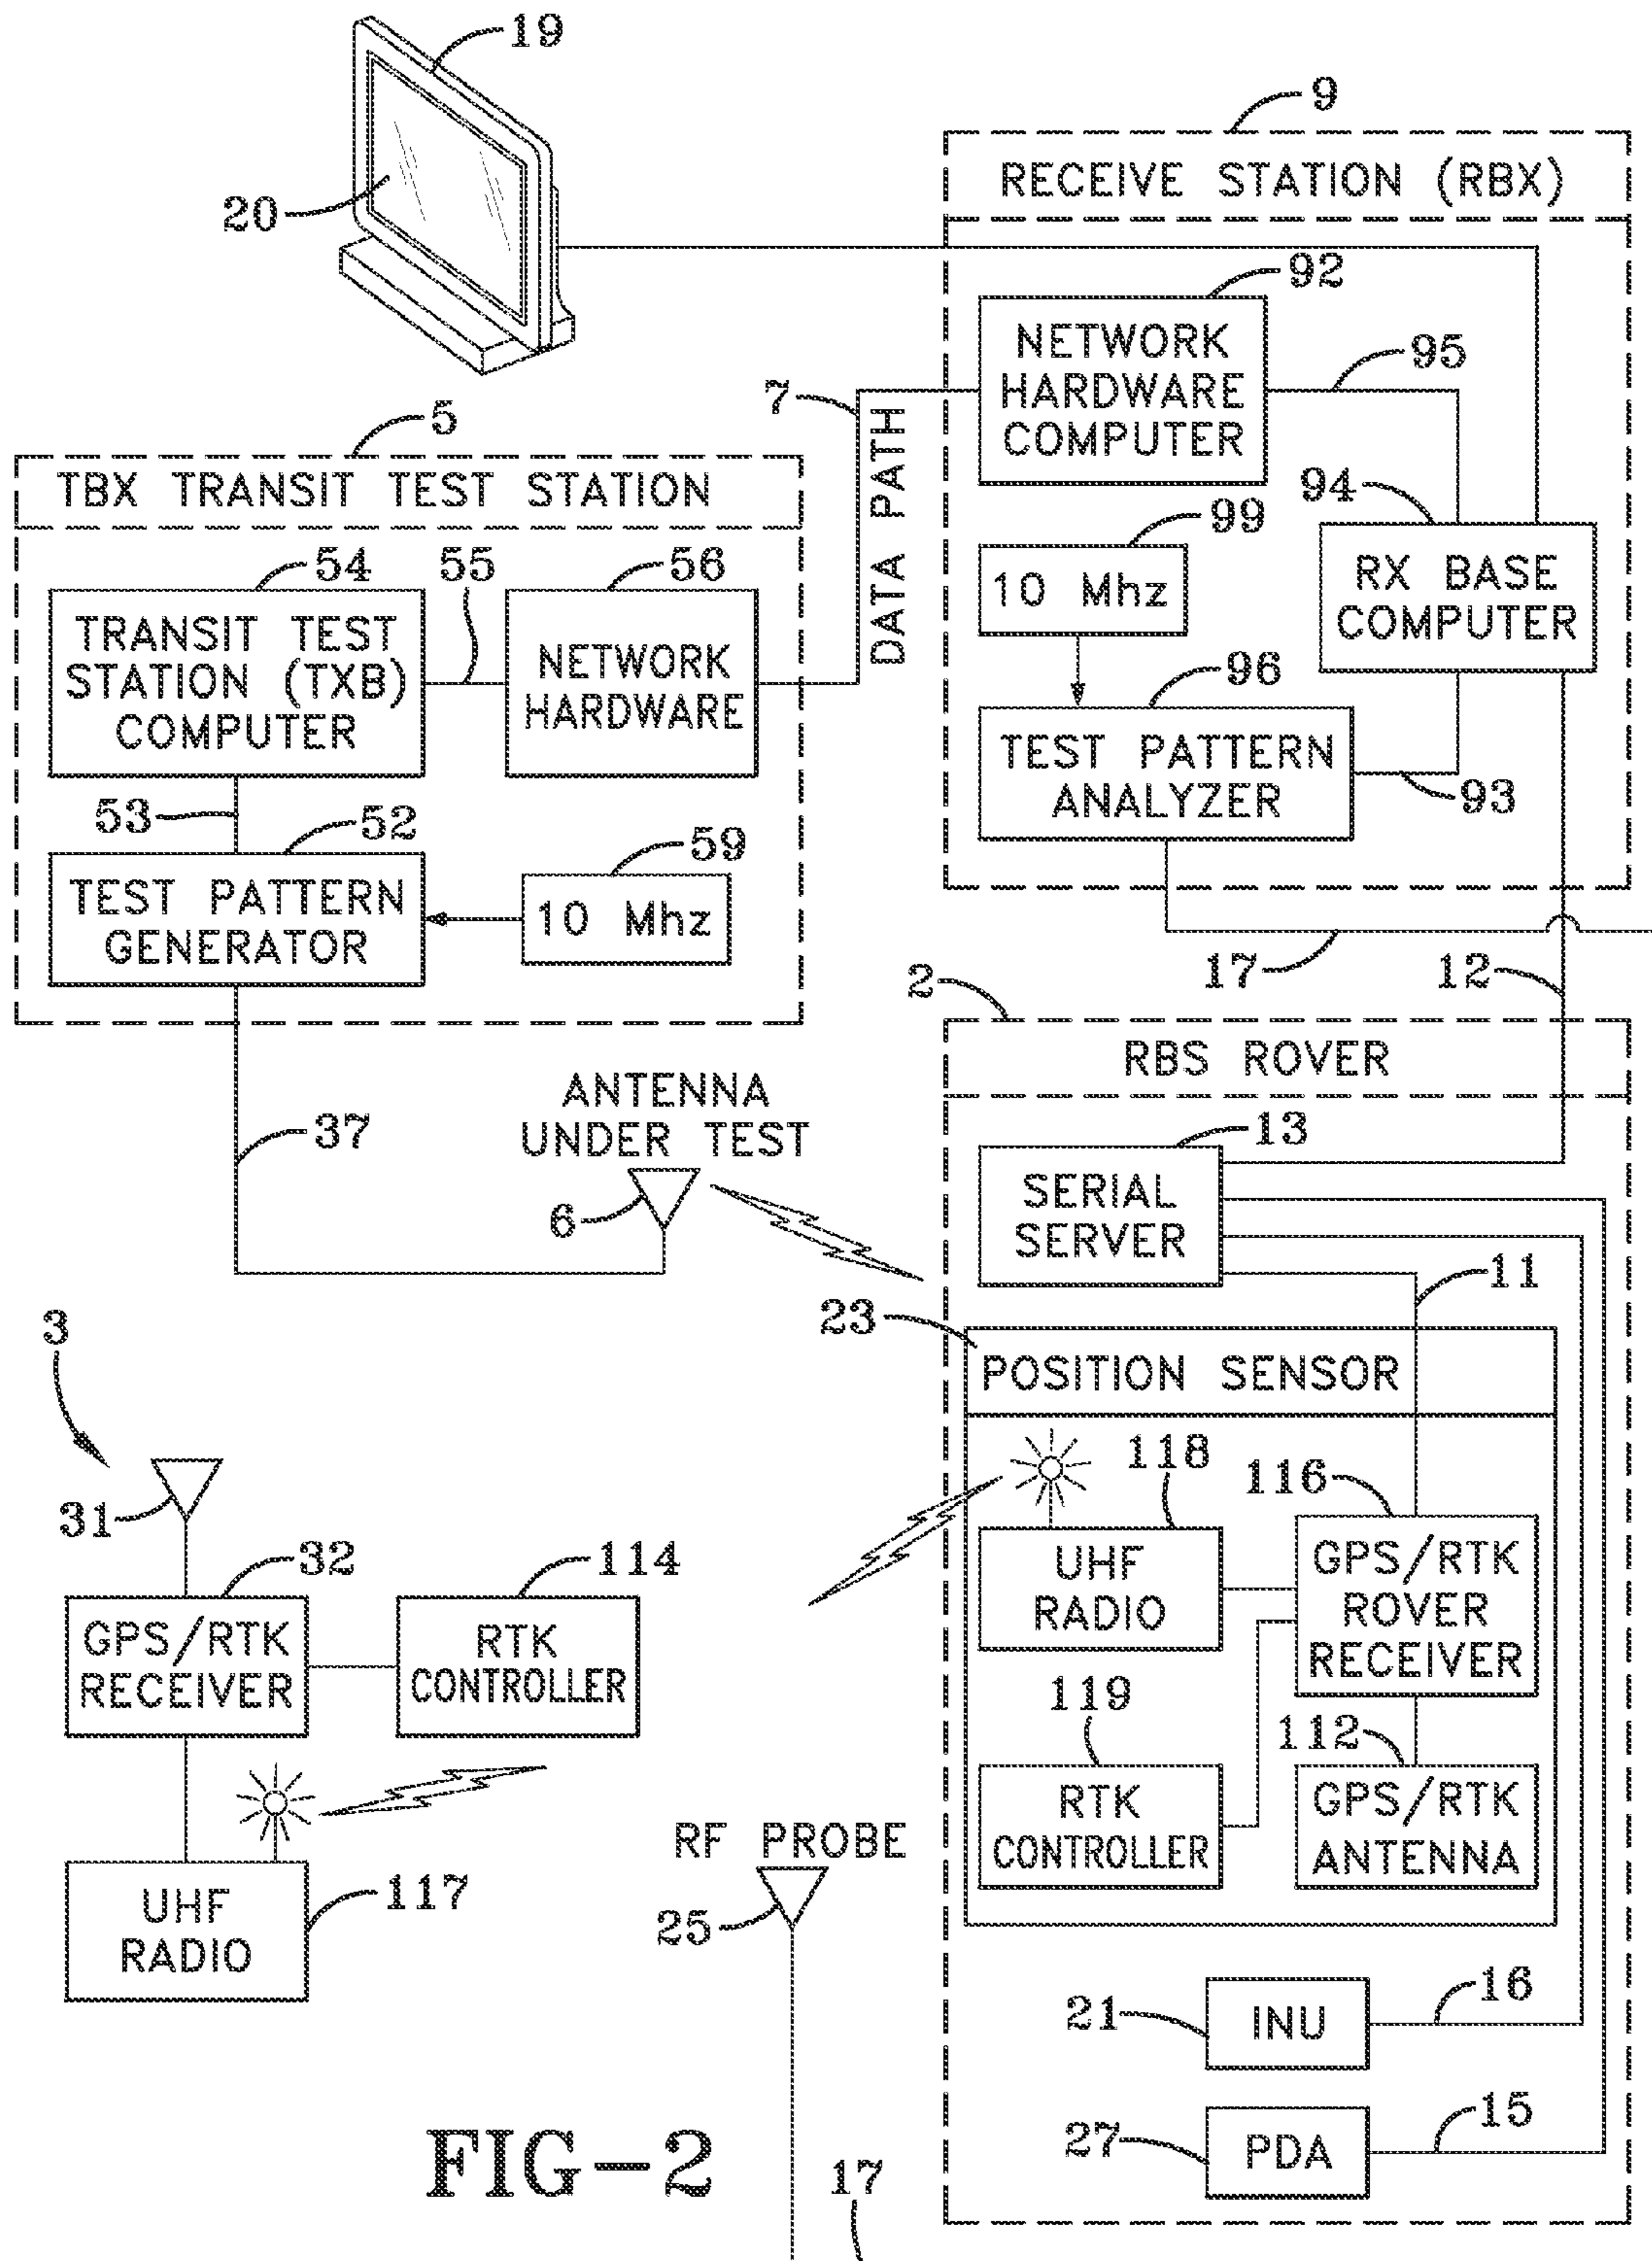 19
20
9
RECEIVE STATION (RBX)
92
NETWORK
HARDWARE
COMPUTER
95
7
DATA PATH
94
99
10 Mhz
RX BASE
COMPUTER
96
TEST PATTERN
ANALYZER
93
5
TBX TRANSIT TEST STATION
54
55
56
TRANSIT TEST
STATION (TXB)
COMPUTER
NETWORK
HARDWARE
53
52
59
TEST PATTERN
GENERATOR
10 Mhz
17
12
2
RBS ROVER
37
ANTENNA
UNDER TEST
6
13
SERIAL
SERVER
11
23
POSITION SENSOR
3
31
32
114
GPS/RTK
RECEIVER
RTK
CONTROLLER
118
116
UHF
RADIO
GPS/RTK
ROVER
RECEIVER
119
112
RTK
CONTROLLER
GPS/RTK
ANTENNA
UHF
RADIO
117
RF PROBE
25
21
INU
16
27
PDA
15
FIG-2
17